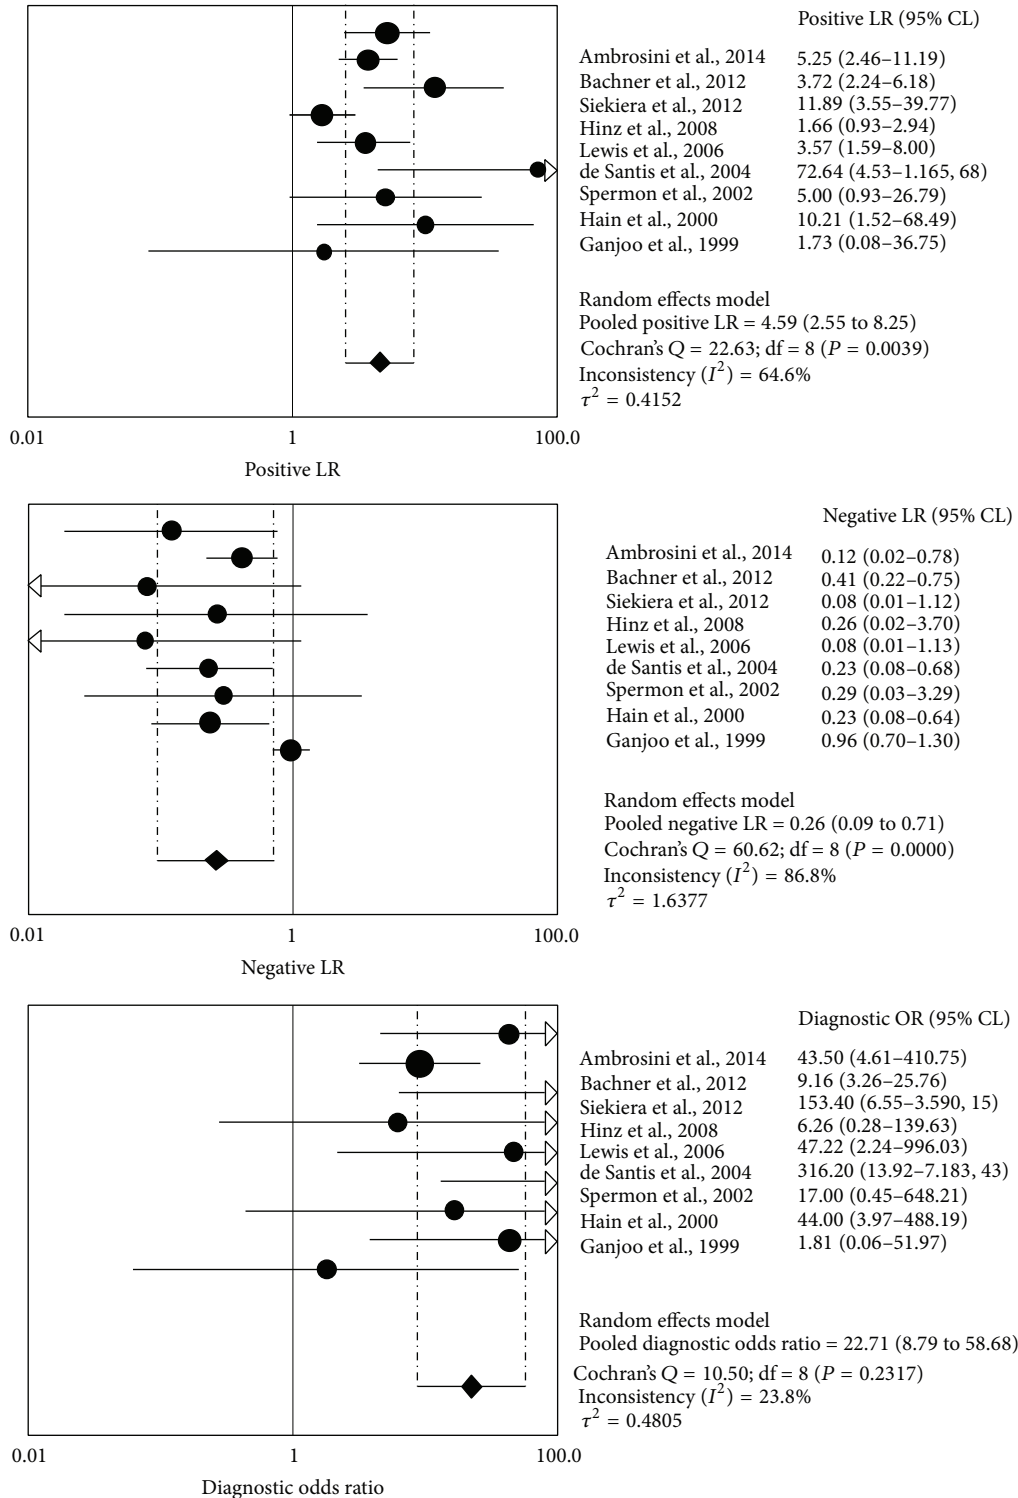 Positive LR (95% CL)
Ambrosini et al., 2014 5.25 (2.46–11.19)
Bachner et al., 2012 3.72 (2.24–6.18)
Siekiera et al., 2012 11.89 (3.55–39.77)
Hinz et al., 2008 1.66 (0.93–2.94)
Lewis et al., 2006 3.57 (1.59–8.00)
de Santis et al., 2004 72.64 (4.53–1.165, 68)
Spermon et al., 2002 5.00 (0.93–26.79)
Hain et al., 2000 10.21 (1.52–68.49)
Ganjoo et al., 1999 1.73 (0.08–36.75)
Random effects model
Pooled positive LR = 4.59 (2.55 to 8.25)
Cochran's Q = 22.63; df = 8 (P = 0.0039)
Inconsistency (I²) = 64.6%
τ² = 0.4152
0.01 1 100.0
Positive LR
Negative LR (95% CL)
Ambrosini et al., 2014 0.12 (0.02–0.78)
Bachner et al., 2012 0.41 (0.22–0.75)
Siekiera et al., 2012 0.08 (0.01–1.12)
Hinz et al., 2008 0.26 (0.02–3.70)
Lewis et al., 2006 0.08 (0.01–1.13)
de Santis et al., 2004 0.23 (0.08–0.68)
Spermon et al., 2002 0.29 (0.03–3.29)
Hain et al., 2000 0.23 (0.08–0.64)
Ganjoo et al., 1999 0.96 (0.70–1.30)
Random effects model
Pooled negative LR = 0.26 (0.09 to 0.71)
Cochran's Q = 60.62; df = 8 (P = 0.0000)
Inconsistency (I²) = 86.8%
τ² = 1.6377
0.01 1 100.0
Negative LR
Diagnostic OR (95% CL)
Ambrosini et al., 2014 43.50 (4.61–410.75)
Bachner et al., 2012 9.16 (3.26–25.76)
Siekiera et al., 2012 153.40 (6.55–3.590, 15)
Hinz et al., 2008 6.26 (0.28–139.63)
Lewis et al., 2006 47.22 (2.24–996.03)
de Santis et al., 2004 316.20 (13.92–7.183, 43)
Spermon et al., 2002 17.00 (0.45–648.21)
Hain et al., 2000 44.00 (3.97–488.19)
Ganjoo et al., 1999 1.81 (0.06–51.97)
Random effects model
Pooled diagnostic odds ratio = 22.71 (8.79 to 58.68)
Cochran's Q = 10.50; df = 8 (P = 0.2317)
Inconsistency (I²) = 23.8%
τ² = 0.4805
0.01 1 100.0
Diagnostic odds ratio